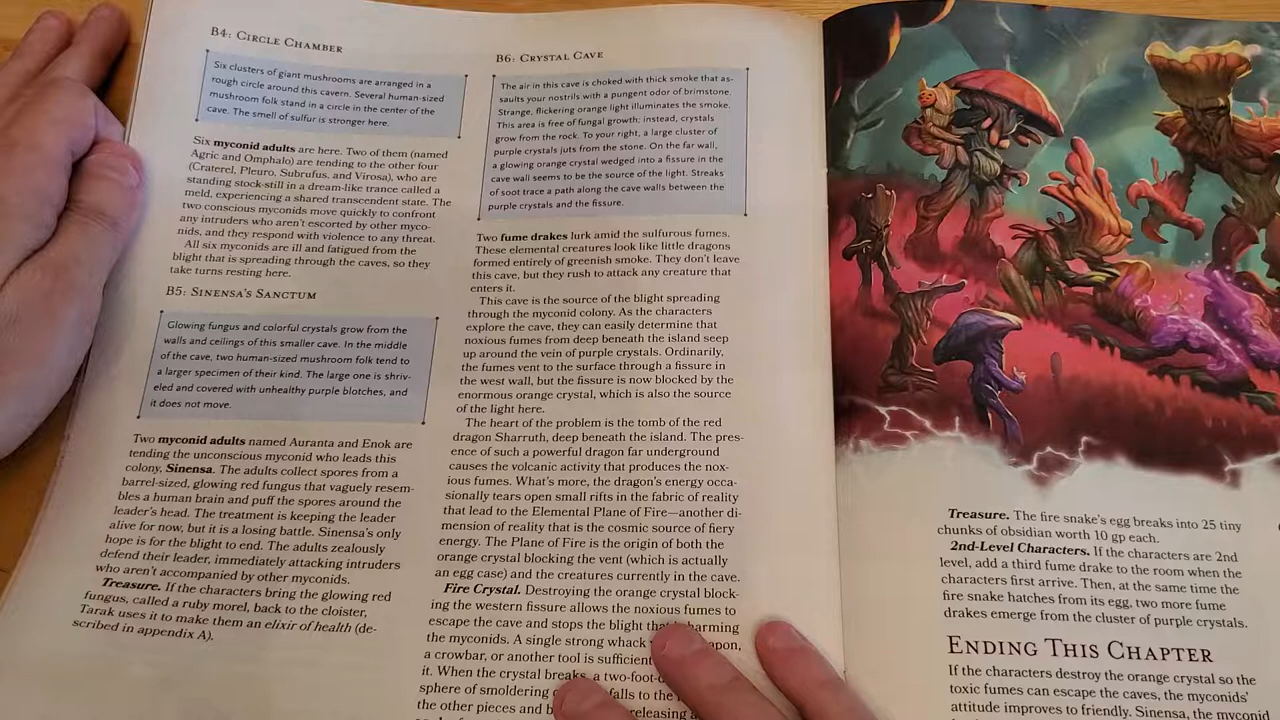 B4: Circle Chamber
Six clusters of giant mushrooms are arranged in a
rough circle around this cavern. Several human-sized
mushroom folk stand in a circle in the center of the
cave. The smell of sulfur is stronger here.
Six myconid adults are here. Two of them (named
Agric and Omphalo) are tending to the other four
(Craterel, Pleuro, Subrufus, and Virosa), who are
standing stock-still in a dream-like trance called a
meld, experiencing a shared transcendent state. The
two conscious myconids move quickly to confront
any intruders who aren't escorted by other myco-
nids, and they respond with violence to any threat.
All six myconids are ill and fatigued from the
blight that is spreading through the caves, so they
take turns resting here.
B5: Sinensa's Sanctum
Glowing fungus and colorful crystals grow from the
walls and ceilings of this smaller cave. In the middle
of the cave, two human-sized mushroom folk tend to
a larger specimen of their kind. The large one is shriv-
eled and covered with unhealthy purple blotches, and
it does not move.
Two myconid adults named Auranta and Enok are
tending the unconscious myconid who leads this
colony, Sinensa. The adults collect spores from a
barrel-sized, glowing red fungus that vaguely resem-
bles a human brain and puff the spores around the
leader's head. The treatment is keeping the leader
alive for now, but it is a losing battle. Sinensa's only
hope is for the blight to end. The adults zealously
defend their leader, immediately attacking intruders
who aren't accompanied by other myconids.
Treasure. If the characters bring the glowing red
fungus, called a ruby morel, back to the cloister,
Tarak uses it to make them an elixir of health (de-
scribed in appendix A).
B6: Crystal Cave
The air in this cave is choked with thick smoke that as-
saults your nostrils with a pungent odor of brimstone.
Strange, flickering orange light illuminates the smoke.
This area is free of fungal growth; instead, crystals
grow from the rock. To your right, a large cluster of
purple crystals juts from the stone. On the far wall,
a glowing orange crystal wedged into a fissure in the
cave wall seems to be the source of the light. Streaks
of soot trace a path along the cave walls between the
purple crystals and the fissure.
Two fume drakes lurk amid the sulfurous fumes.
These elemental creatures look like little dragons
formed entirely of greenish smoke. They don't leave
this cave, but they rush to attack any creature that
enters it.
This cave is the source of the blight spreading
through the myconid colony. As the characters
explore the cave, they can easily determine that
noxious fumes from deep beneath the island seep
up around the vein of purple crystals. Ordinarily,
the fumes vent to the surface through a fissure in
the west wall, but the fissure is now blocked by the
enormous orange crystal, which is also the source
of the light here.
The heart of the problem is the tomb of the red
dragon Sharruth, deep beneath the island. The pres-
ence of such a powerful dragon far underground
causes the volcanic activity that produces the nox-
ious fumes. What's more, the dragon's energy occa-
sionally tears open small rifts in the fabric of reality
that lead to the Elemental Plane of Fire—another di-
mension of reality that is the cosmic source of fiery
energy. The Plane of Fire is the origin of both the
orange crystal blocking the vent (which is actually
an egg case) and the creatures currently in the cave.
Fire Crystal. Destroying the orange crystal block-
ing the western fissure allows the noxious fumes to
escape the cave and stops the blight that harming
the myconids. A single strong whack
a crowbar, or another tool is sufficient
it. When the crystal breaks, a two-foot-
sphere of smoldering falls to the
the other pieces and releasing a
Treasure. The fire snake's egg breaks into 25 tiny
chunks of obsidian worth 10 gp each.
2nd-Level Characters. If the characters are 2nd
level, add a third fume drake to the room when the
characters first arrive. Then, at the same time the
fire snake hatches from its egg, two more fume
drakes emerge from the cluster of purple crystals.
Ending This Chapter
If the characters destroy the orange crystal so the
toxic fumes can escape the caves, the myconids'
attitude improves to friendly. Sinensa, the myconid